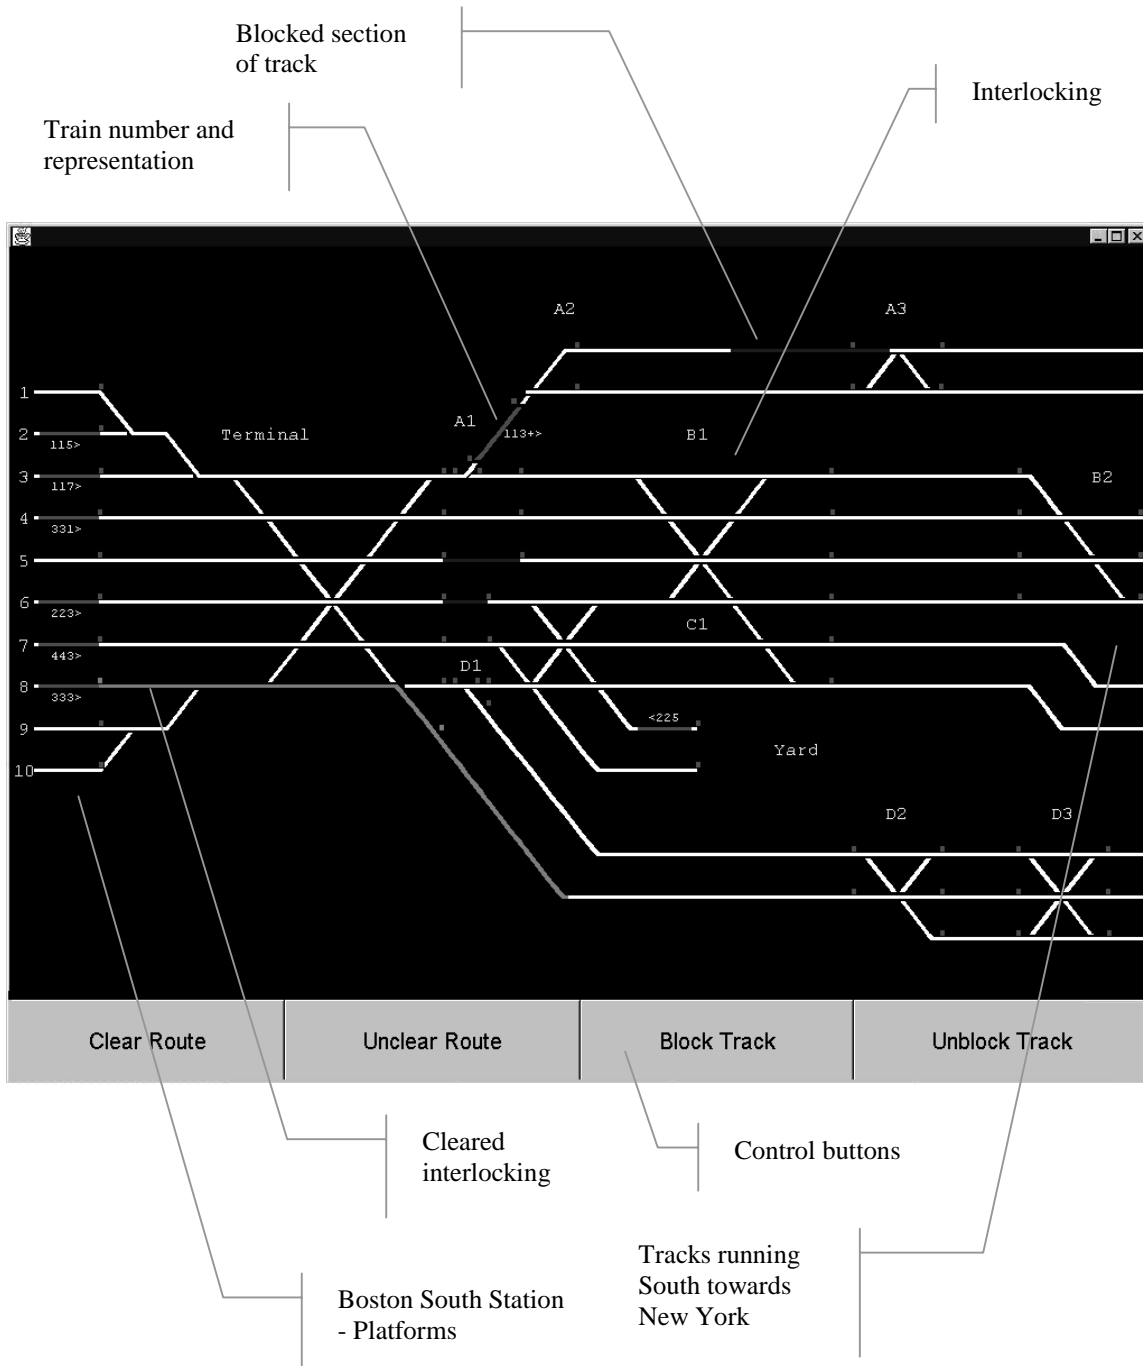 Blocked section
of track
Interlocking
Train number and
representation
A2
A3
1
A1
2
Terminal
113+>
B1
115>
3
B2
117>
4
331>
5
6
223>
C1
7
443>
D1
8
333>
<225
9
Yard
10
D2
D3
Clear Route
Unclear Route
Block Track
Unblock Track
Cleared
interlocking
Control buttons
Tracks running
South towards
New York
Boston South Station
- Platforms